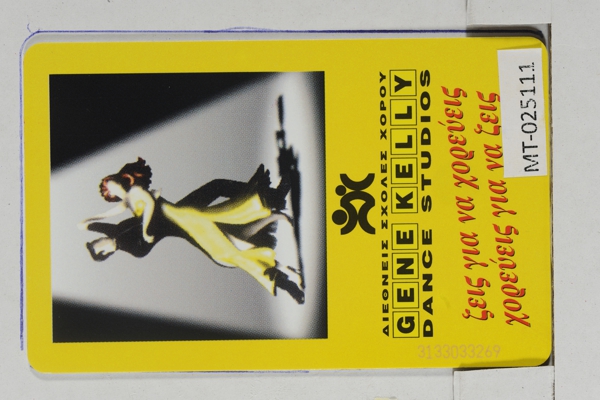 ΔΙΕΘΝΕΙΣ ΣΧΟΛΕΣ ΧΟΡΟΥ
GENE KELLY
DANCE STUDIOS
ζεις για να χορεύεις
χορεύεις για να ζεις
MT-025111
3133033269